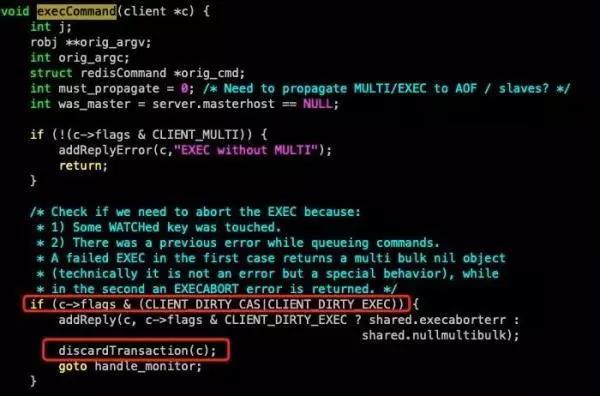 void execCommand(client *c) {
    int j;
    robj **orig_argv;
    int orig_argc;
    struct redisCommand *orig_cmd;
    int must_propagate = 0; /* Need to propagate MULTI/EXEC to AOF / slaves? */
    int was_master = server.masterhost == NULL;

    if (!(c->flags & CLIENT_MULTI)) {
        addReplyError(c,"EXEC without MULTI");
        return;
    }

    /* Check if we need to abort the EXEC because:
     * 1) Some WATCHed key was touched.
     * 2) There was a previous error while queueing commands.
     * A failed EXEC in the first case returns a multi bulk nil object
     * (technically it is not an error but a special behavior), while
     * in the second an EXECABORT error is returned. */
    if (c->flags & (CLIENT_DIRTY_CAS|CLIENT_DIRTY_EXEC)) {
        addReply(c, c->flags & CLIENT_DIRTY_EXEC ? shared.execaborterr :
                                                  shared.nullmultibulk);
        discardTransaction(c);
        goto handle_monitor;
    }